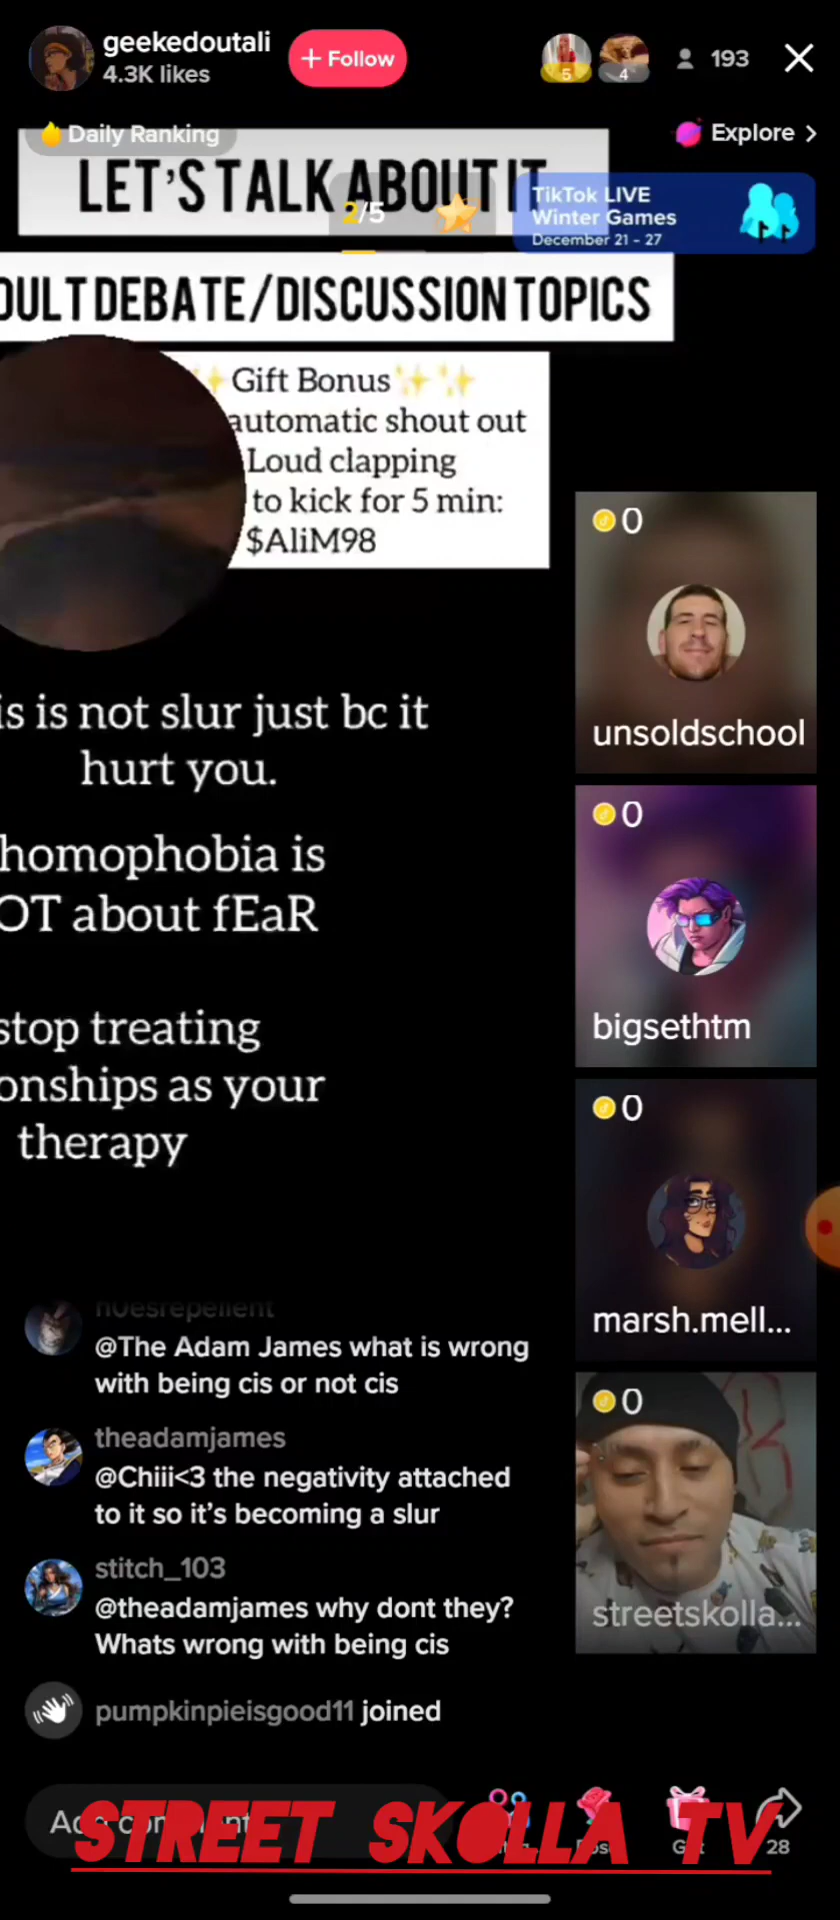 geekedoutali
4.3K likes
+ Follow
5
4
193
Daily Ranking
Explore >
LET'S TALK ABOUT IT
2/5
TikTok LIVE
Winter Games
December 21 - 27
DULT DEBATE/DISCUSSION TOPICS
✨ Gift Bonus ✨ ✨
automatic shout out
Loud clapping
to kick for 5 min:
$AliM98
0
unsoldschool
is is not slur just bc it
hurt you.
0
bigsethtm
homophobia is
OT about fEaR
stop treating
onships as your
therapy
0
marsh.mell...
hoesrepellent
@The Adam James what is wrong
with being cis or not cis
0
streetskolla...
theadamjames
@Chiii<3 the negativity attached
to it so it's becoming a slur
stitch_103
@theadamjames why dont they?
Whats wrong with being cis
pumpkinpieisgood11 joined
STREET SKOLLA TV
28